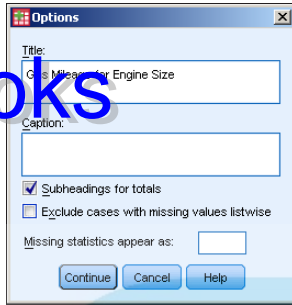 Options
Title:
Gas Mileage for Engine Size
oks
Caption:
Subheadings for totals
Exclude cases with missing values listwise
Missing statistics appear as:
Continue Cancel Help